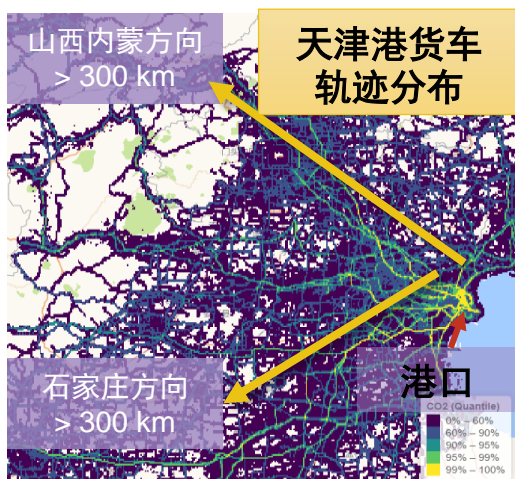 山西内蒙方向
> 300 km
天津港货车
轨迹分布
石家庄方向
> 300 km
港口
CO2 (Quantile)
0% – 60%
60% – 90%
90% – 95%
95% – 99%
99% – 100%